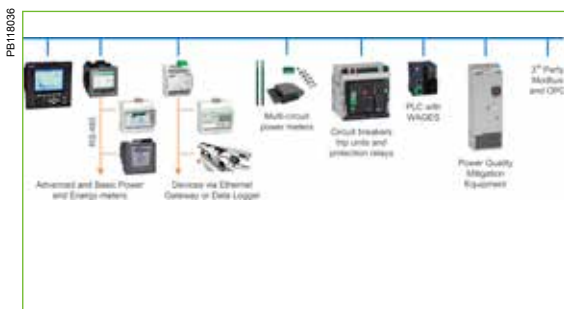 PB118036
RS-485
Advanced and Basic Power
and Energy meters
Devices via Ethernet
Gateway or Data Logger
Multi-circuit
power meters
Circuit breakers,
trip units and
protection relays
PLC with
WAGES
Power Quality
Mitigation
Equipment
3rd Party
Modbus
and OPC